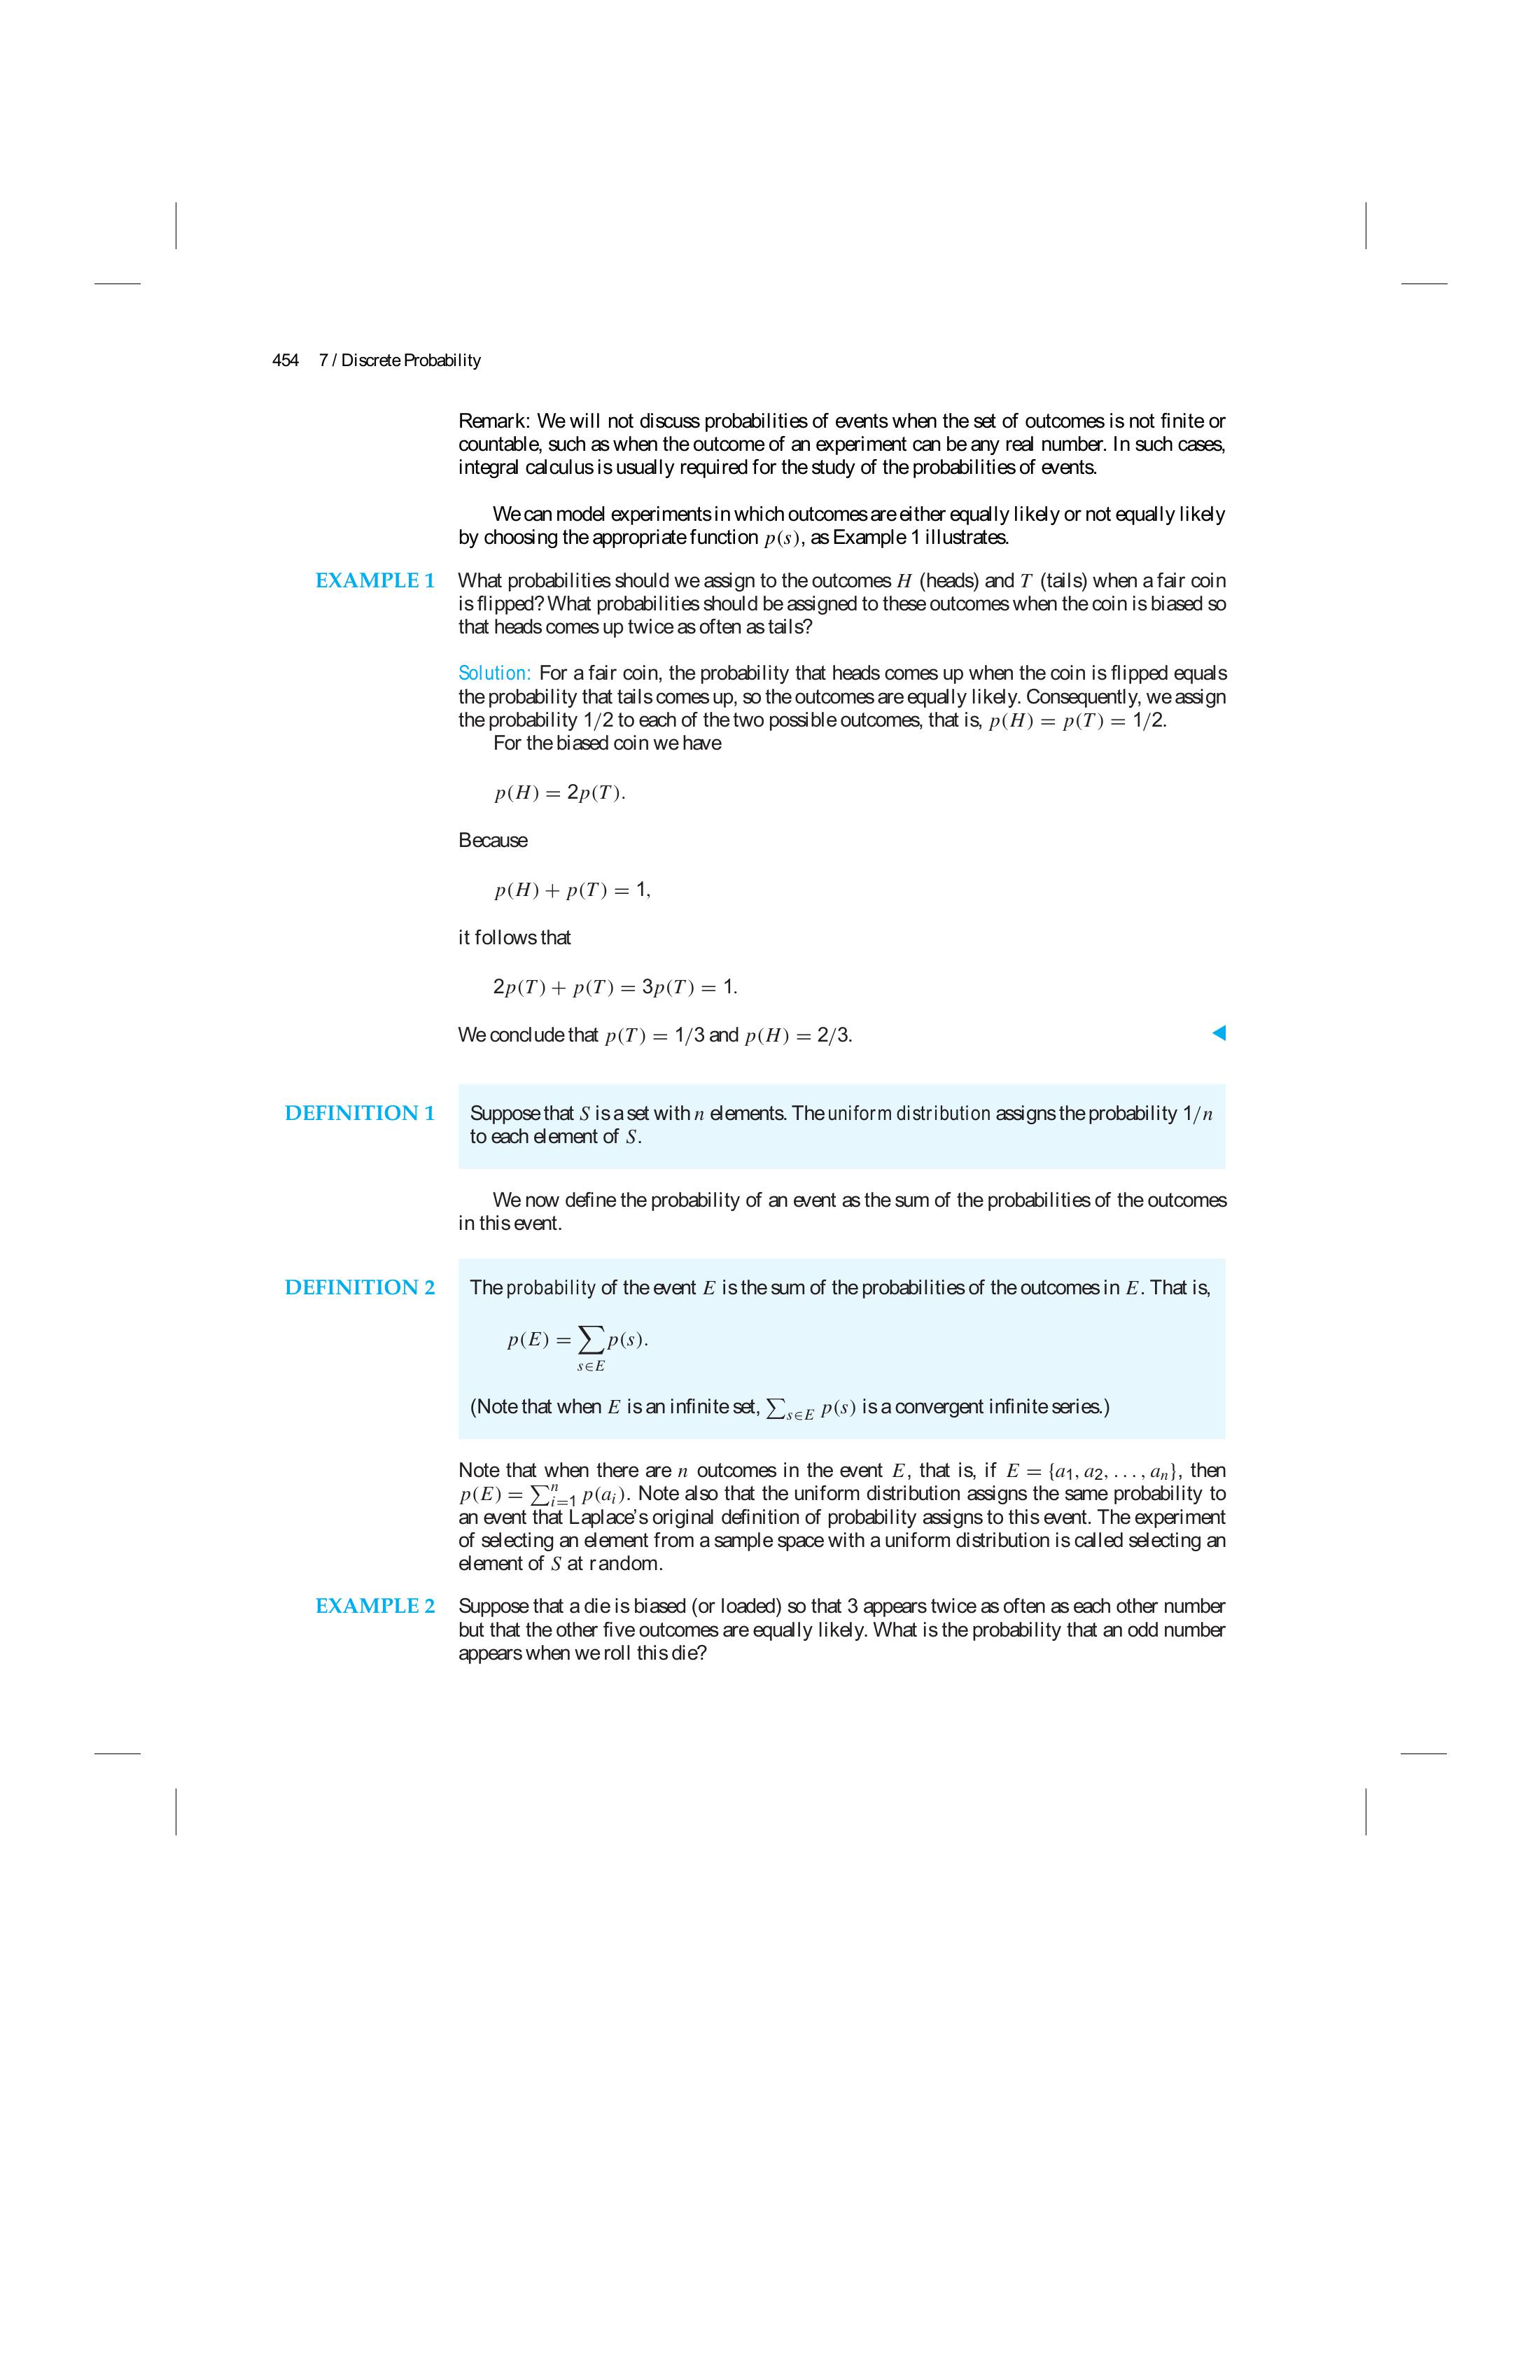 454 7 / Discrete Probability
Remark: We will not discuss probabilities of events when the set of outcomes is not finite or
countable, such as when the outcome of an experiment can be any real number. In such cases,
integral calculus is usually required for the study of the probabilities of events.
We can model experiments in which outcomes are either equally likely or not equally likely
by choosing the appropriate function p(s), as Example 1 illustrates.
EXAMPLE 1 What probabilities should we assign to the outcomes H (heads) and T (tails) when a fair coin
is flipped? What probabilities should be assigned to these outcomes when the coin is biased so
that heads comes up twice as often as tails?
Solution: For a fair coin, the probability that heads comes up when the coin is flipped equals
the probability that tails comes up, so the outcomes are equally likely. Consequently, we assign
the probability 1/2 to each of the two possible outcomes, that is, p(H) = p(T) = 1/2.
For the biased coin we have
p(H) = 2p(T).
Because
p(H) + p(T) = 1,
it follows that
2p(T) + p(T) = 3p(T) = 1.
We conclude that p(T) = 1/3 and p(H) = 2/3. ◀
DEFINITION 1 Suppose that S is a set with n elements. The uniform distribution assigns the probability 1/n
to each element of S.
We now define the probability of an event as the sum of the probabilities of the outcomes
in this event.
DEFINITION 2 The probability of the event E is the sum of the probabilities of the outcomes in E. That is,
p(E) = ∑ p(s).
s∈E
(Note that when E is an infinite set, ∑s∈E p(s) is a convergent infinite series.)
Note that when there are n outcomes in the event E, that is, if E = {a1, a2, . . . , an}, then
p(E) = ∑ni=1 p(ai). Note also that the uniform distribution assigns the same probability to
an event that Laplace's original definition of probability assigns to this event. The experiment
of selecting an element from a sample space with a uniform distribution is called selecting an
element of S at random.
EXAMPLE 2 Suppose that a die is biased (or loaded) so that 3 appears twice as often as each other number
but that the other five outcomes are equally likely. What is the probability that an odd number
appears when we roll this die?